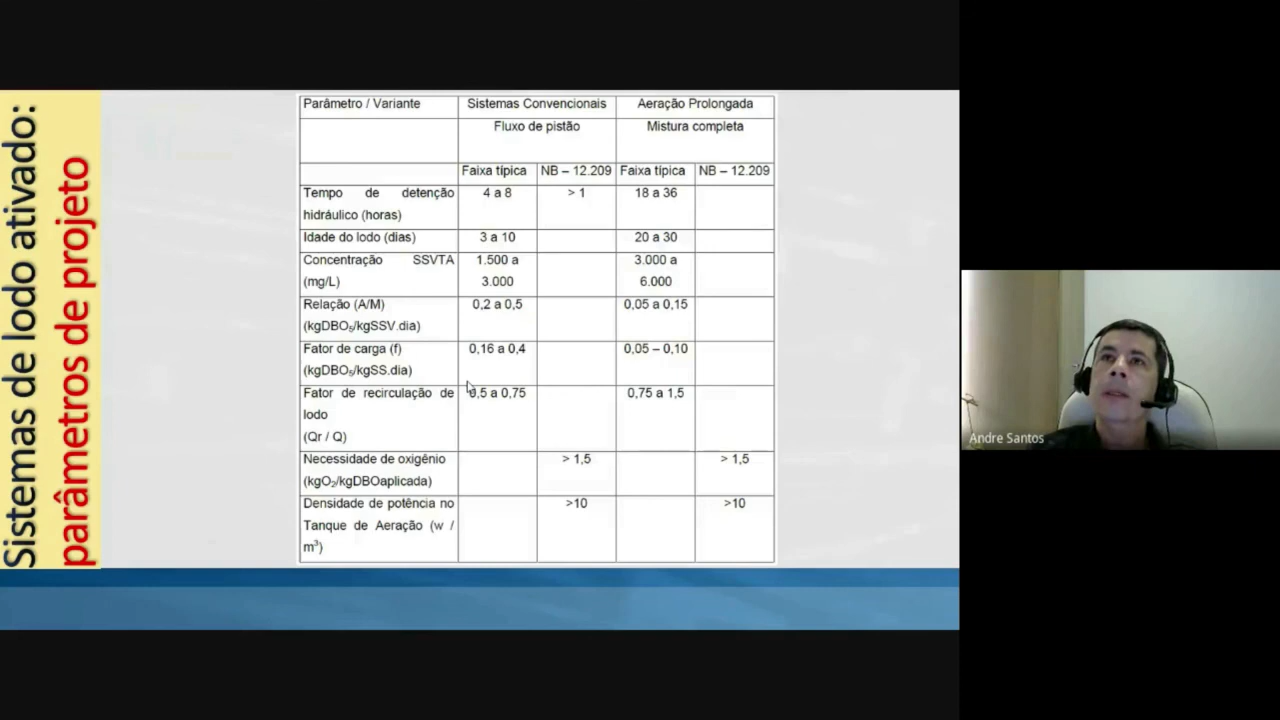 Sistemas de lodo ativado:
parâmetros de projeto
Parâmetro / Variante Sistemas Convencionais Aeração Prolongada
Fluxo de pistão Mistura completa
Faixa típica NB – 12.209 Faixa típica NB – 12.209
Tempo de detenção 4 a 8 > 1 18 a 36
hidráulico (horas)
Idade do lodo (dias) 3 a 10 20 a 30
Concentração SSVTA 1.500 a 3.000 a
(mg/L) 3.000 6.000
Relação (A/M) 0,2 a 0,5 0,05 a 0,15
(kgDBO₅/kgSSV.dia)
Fator de carga (f) 0,16 a 0,4 0,05 – 0,10
(kgDBO₅/kgSS.dia)
Fator de recirculação de 0,5 a 0,75 0,75 a 1,5
lodo
(Qr / Q)
Necessidade de oxigênio > 1,5 > 1,5
(kgO₂/kgDBOaplicada)
Densidade de potência no >10 >10
Tanque de Aeração (w /
m³)
Andre Santos